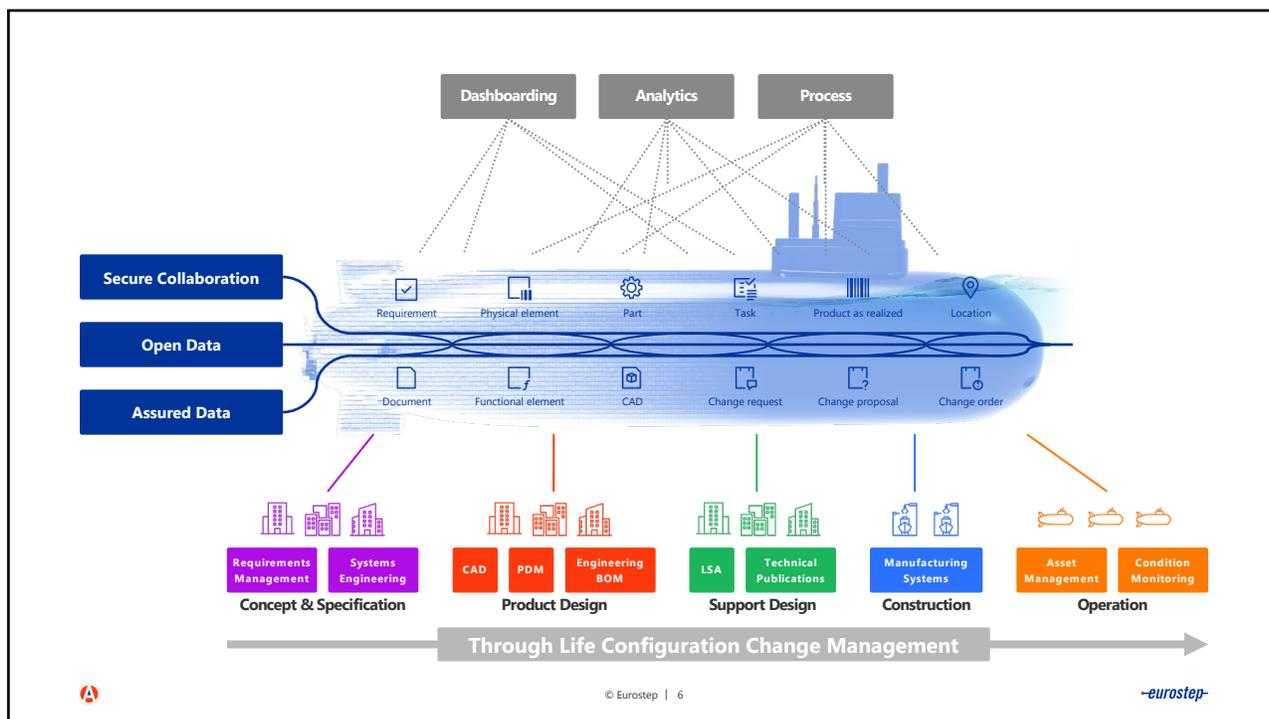 Dashboarding
Analytics
Process
Secure Collaboration
Open Data
Assured Data
Requirement
Physical element
Part
Task
Product as realized
Location
Document
Functional element
CAD
Change request
Change proposal
Change order
Requirements
Management
Systems
Engineering
Concept & Specification
CAD
PDM
Engineering
BOM
Product Design
LSA
Technical
Publications
Support Design
Manufacturing
Systems
Construction
Asset
Management
Condition
Monitoring
Operation
Through Life Configuration Change Management
© Eurostep | 6
eurostep